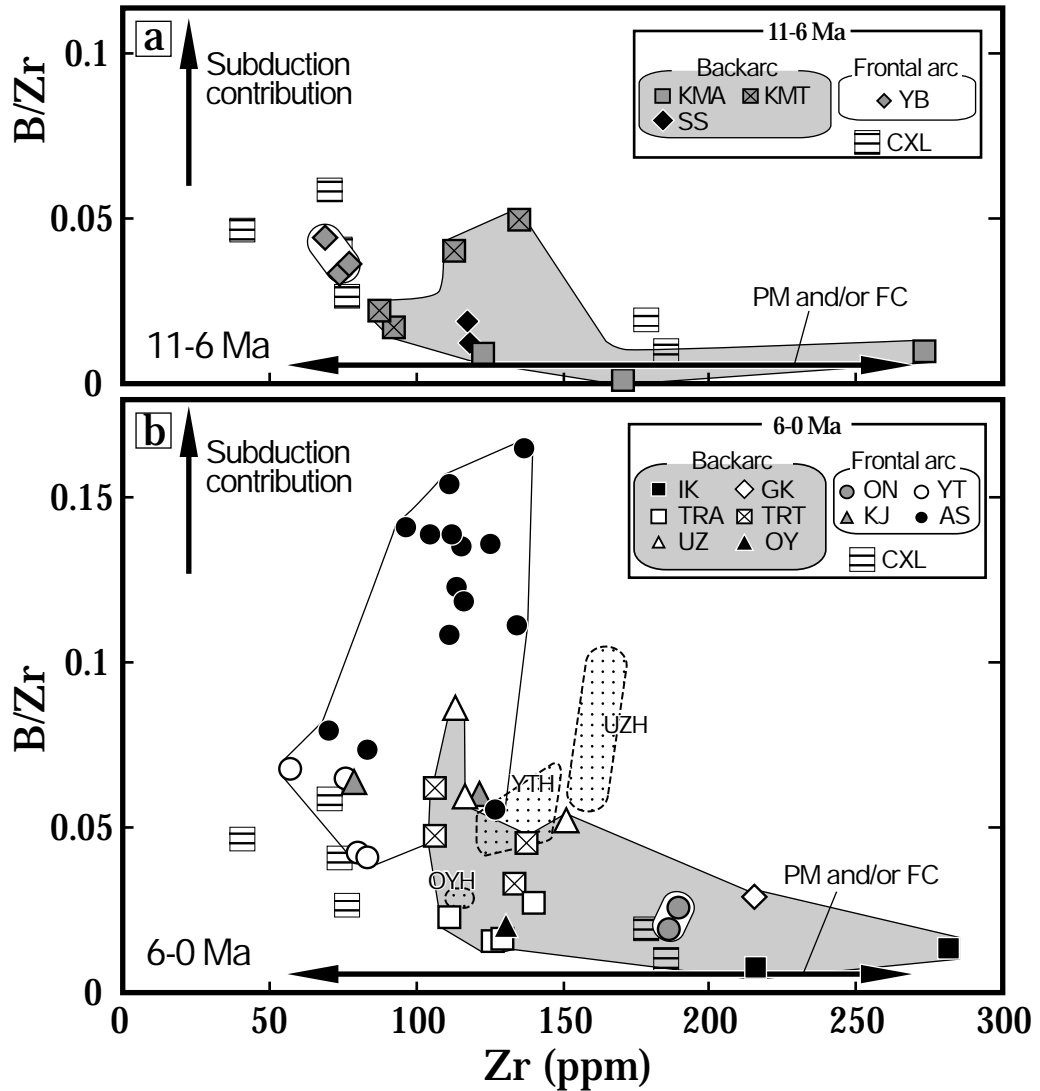 a
B/Zr
0.1
0.05
0
Subduction
contribution
11-6 Ma
Backarc
KMA KMT
SS
Frontal arc
YB
CXL
PM and/or FC
11-6 Ma
b
B/Zr
0.15
0.1
0.05
0
Subduction
contribution
6-0 Ma
Backarc
IK GK
TRA TRT
UZ OY
Frontal arc
ON YT
KJ AS
CXL
UZH
YTH
OYH
PM and/or FC
6-0 Ma
0 50 100 150 200 250 300
Zr (ppm)